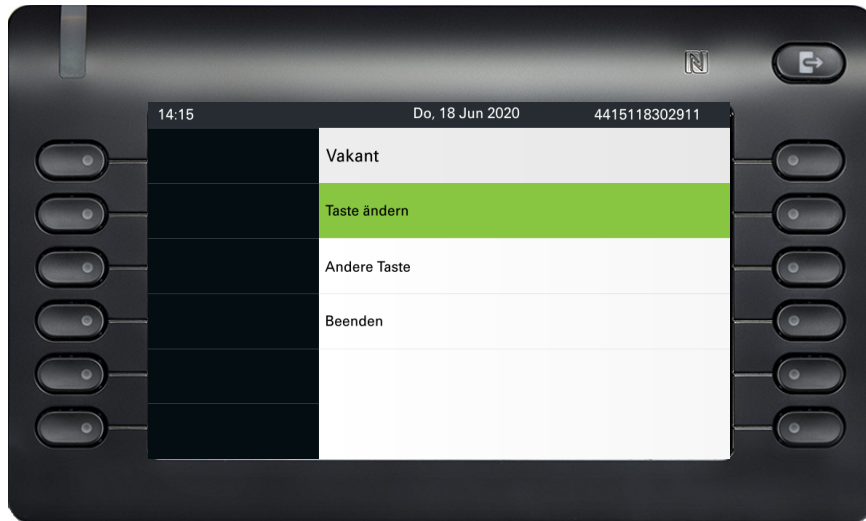 14:15 Do, 18 Jun 2020 4415118302911
Vakant
Taste ändern
Andere Taste
Beenden